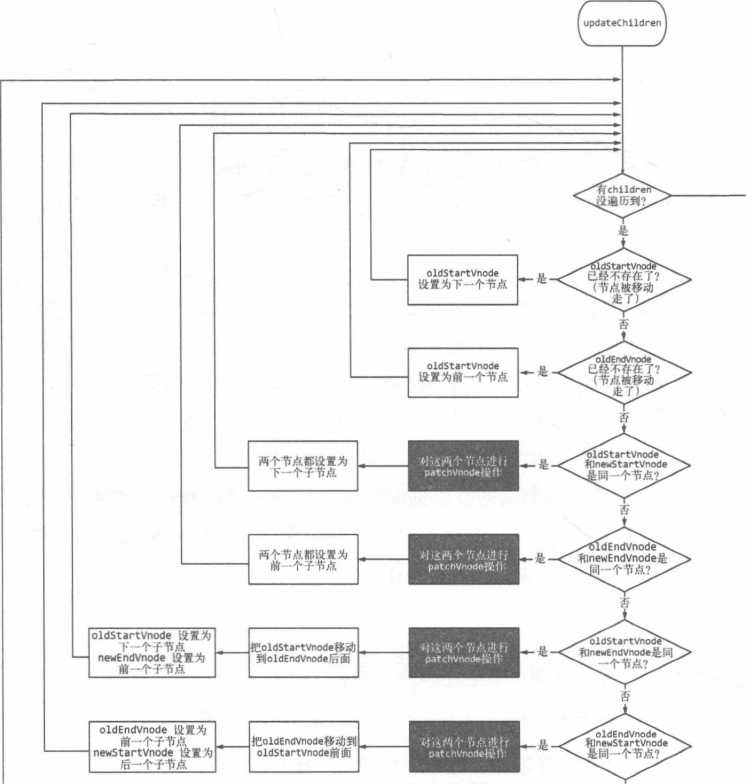 updateChildren
有children
没遍历到?
是
oldStartVnode
已经不存在了?
(节点被移动
走了)
是
oldStartVnode
设置为下一个节点
否
oldEndVnode
已经不存在了?
(节点被移动
走了)
是
oldStartVnode
设置为前一个节点
否
oldStartVnode
和newStartVnode
是同一个节点?
是
对这两个节点进行
patchVnode操作
两个节点都设置为
下一个子节点
否
oldEndVnode
和newEndVnode是
同一个节点?
是
对这两个节点进行
patchVnode操作
两个节点都设置为
前一个子节点
否
oldStartVnode
和newEndVnode是同
一个节点?
是
对这两个节点进行
patchVnode操作
把oldStartVnode移动
到oldEndVnode后面
oldStartVnode 设置为
下一个子节点
newEndVnode 设置为
前一个子节点
否
oldEndVnode
和newStartVnode
是同一个节点?
是
对这两个节点进行
patchVnode操作
把oldEndVnode移动到
oldStartVnode前面
oldEndVnode 设置为
前一个子节点
newStartVnode 设置为
后一个子节点